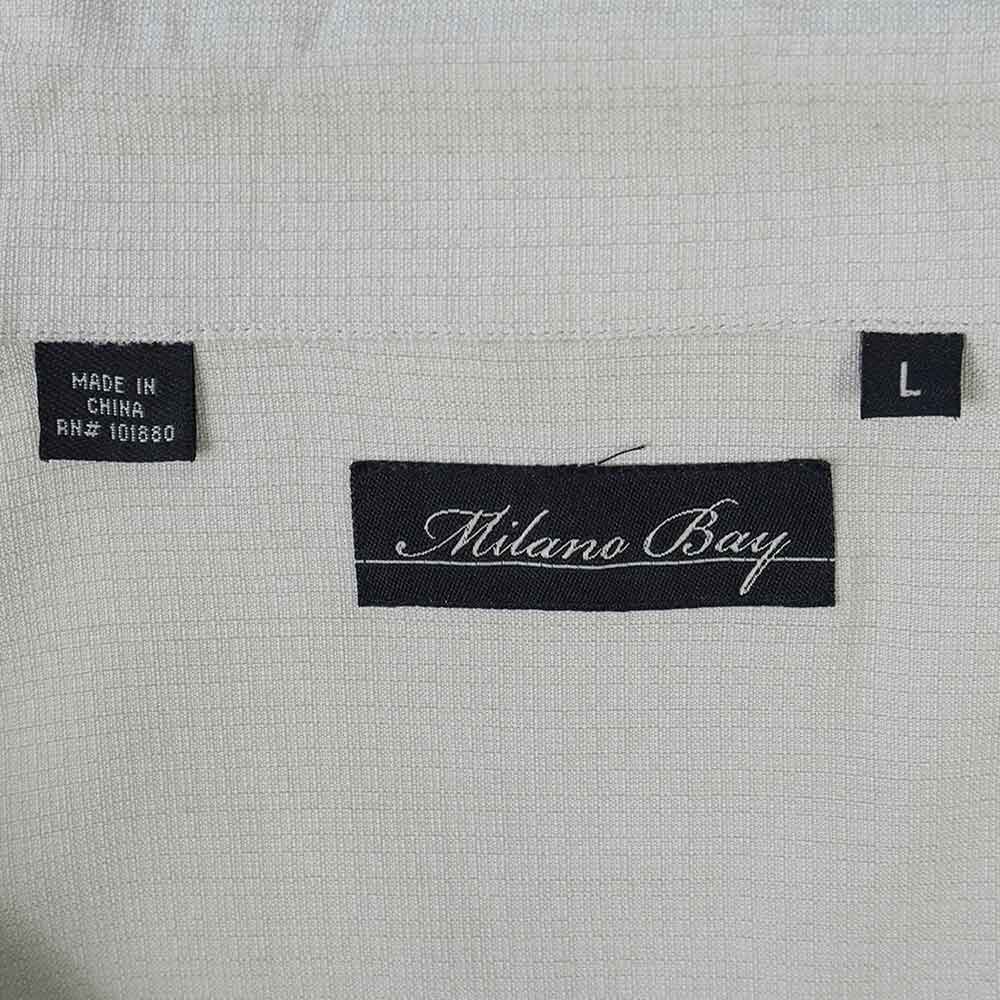 MADE IN
CHINA
RN# 101880
L
Milano Bay